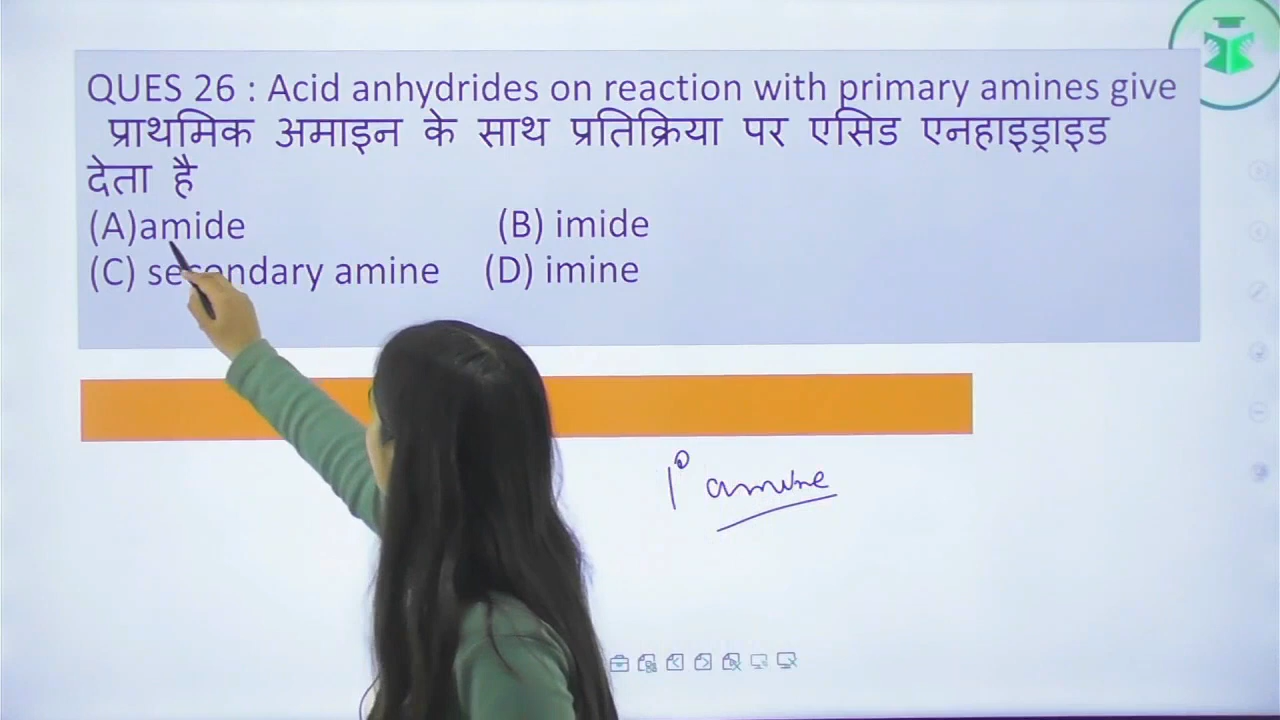 QUES 26 : Acid anhydrides on reaction with primary amines give
प्राथमिक अमाइन के साथ प्रतिक्रिया पर एसिड एनहाइड्राइड
देता है
(A)amide (B) imide
(C) secondary amine (D) imine
1° amine